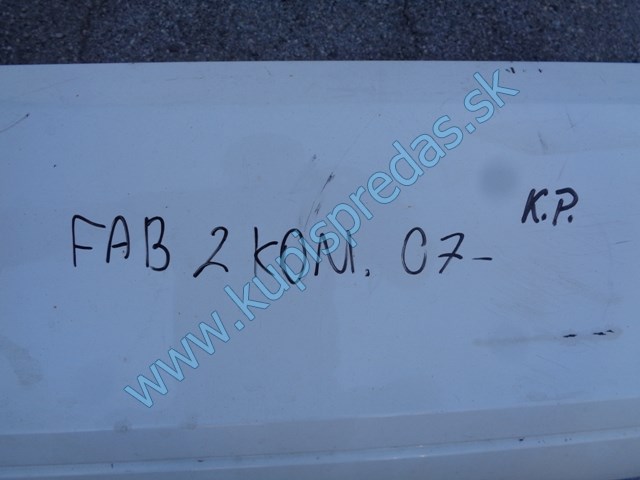 K.P.
FAB 2 KOM. 07-
www.kupispredas.sk